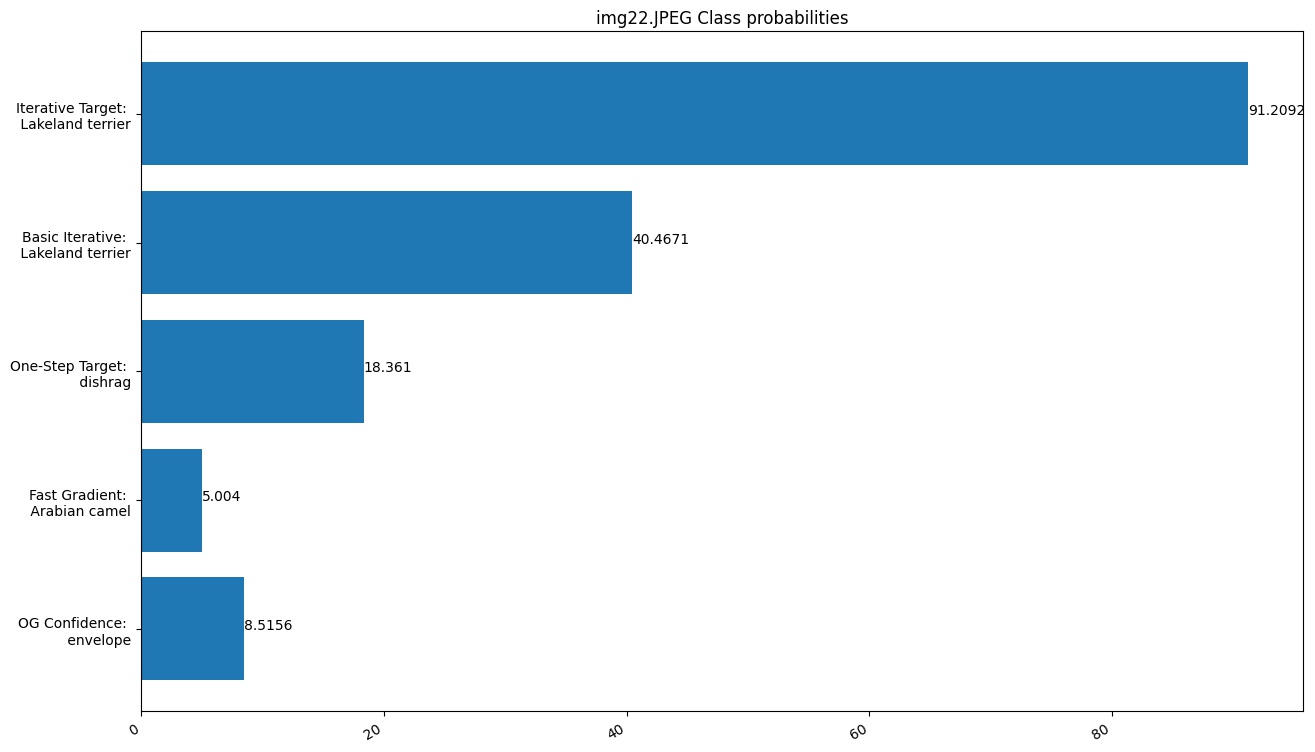 img22.JPEG Class probabilities
Iterative Target:
Lakeland terrier
91.2092
Basic Iterative:
Lakeland terrier
40.4671
One-Step Target:
dishrag
18.361
Fast Gradient:
Arabian camel
5.004
OG Confidence:
envelope
8.5156
0
20
40
60
80